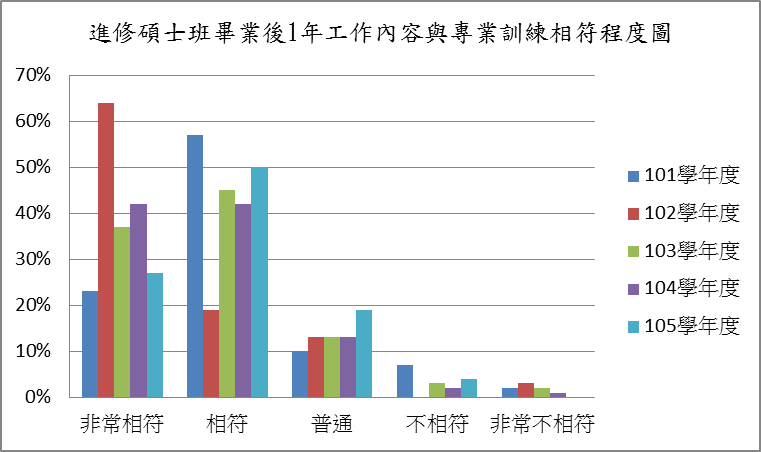 進修碩士班畢業後1年工作內容與專業訓練相符程度圖
70%
60%
50%
40%
30%
20%
10%
0%
非常相符
相符
普通
不相符
非常不相符
101學年度
102學年度
103學年度
104學年度
105學年度